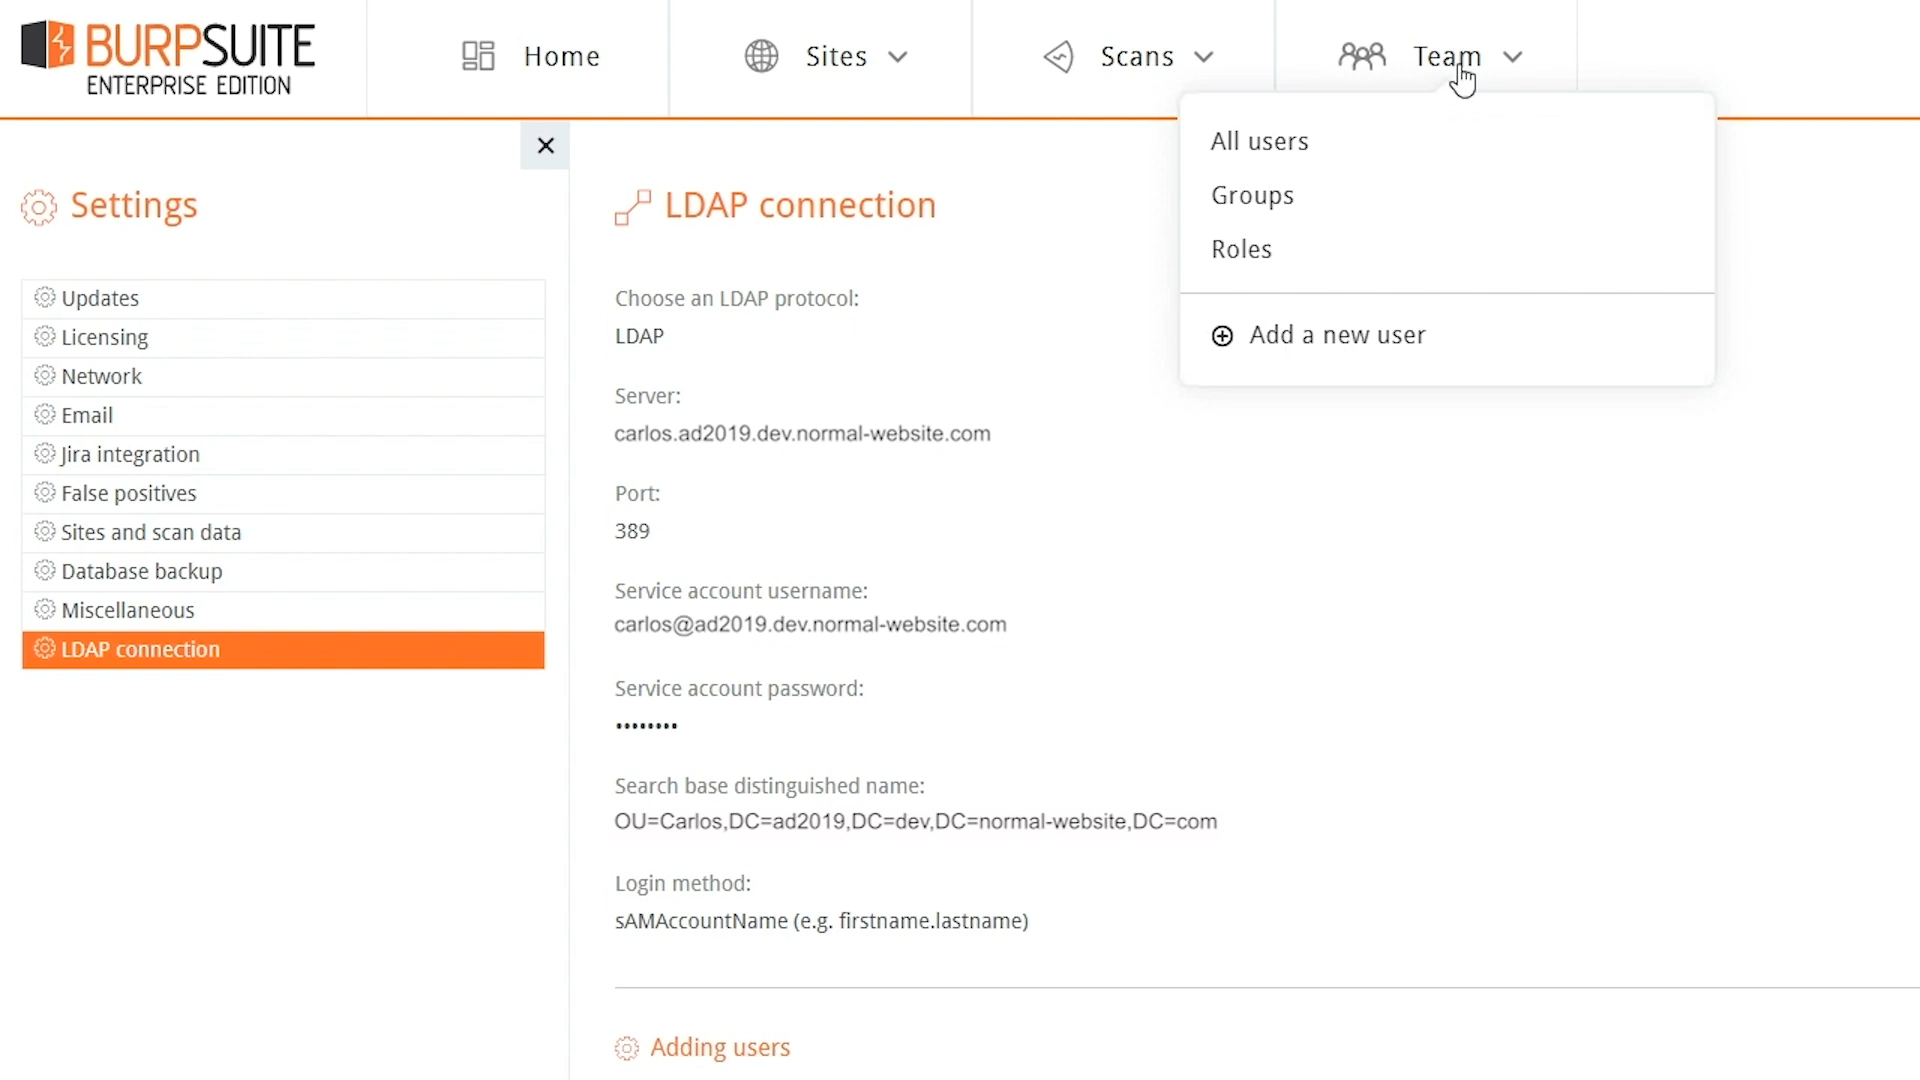 BURPSUITE
ENTERPRISE EDITION
Home
Sites
Scans
Team
All users
Groups
Roles
Add a new user
Settings
Updates
Licensing
Network
Email
Jira integration
False positives
Sites and scan data
Database backup
Miscellaneous
LDAP connection
LDAP connection
Choose an LDAP protocol:
LDAP
Server:
carlos.ad2019.dev.normal-website.com
Port:
389
Service account username:
carlos@ad2019.dev.normal-website.com
Service account password:
••••••••
Search base distinguished name:
OU=Carlos,DC=ad2019,DC=dev,DC=normal-website,DC=com
Login method:
sAMAccountName (e.g. firstname.lastname)
Adding users